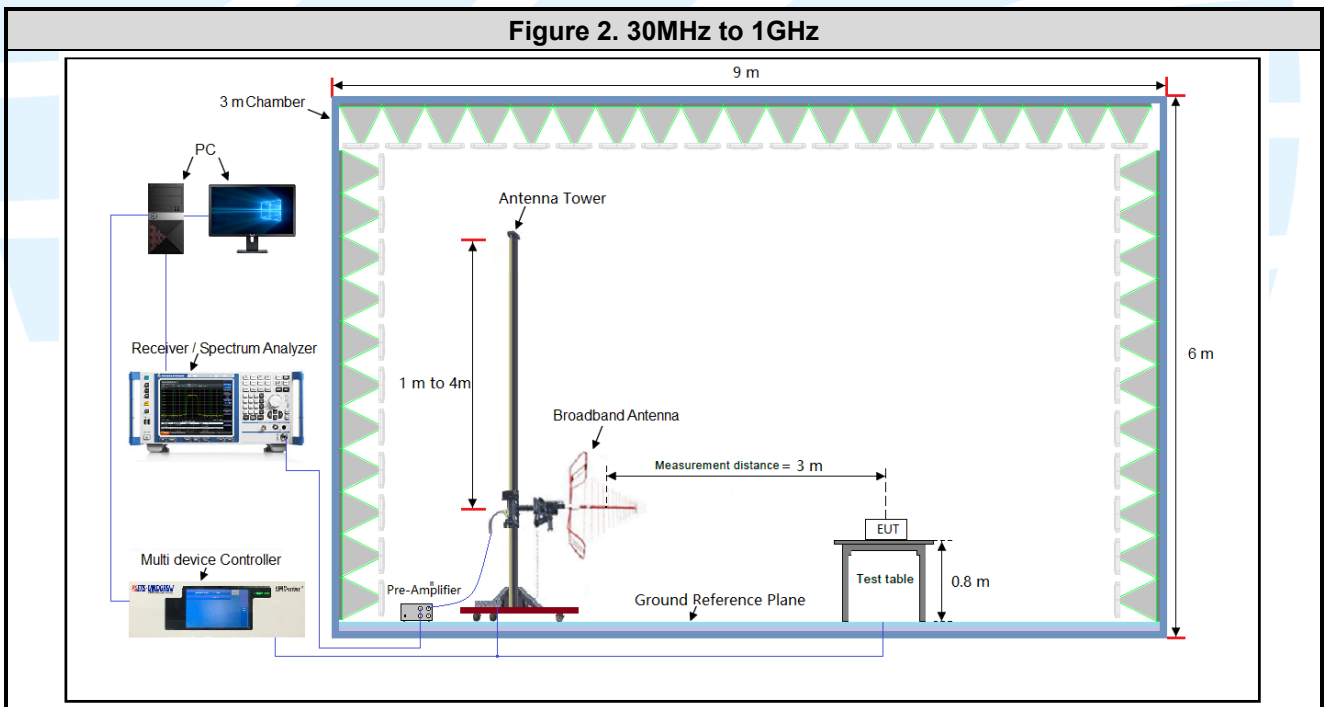 Figure 2. 30MHz to 1GHz
9 m
3 m Chamber
PC
Antenna Tower
Receiver / Spectrum Analyzer
1 m to 4m
6 m
Broadband Antenna
Measurement distance = 3 m
EUT
Multi device Controller
Pre-Amplifier
Test table
0.8 m
Ground Reference Plane